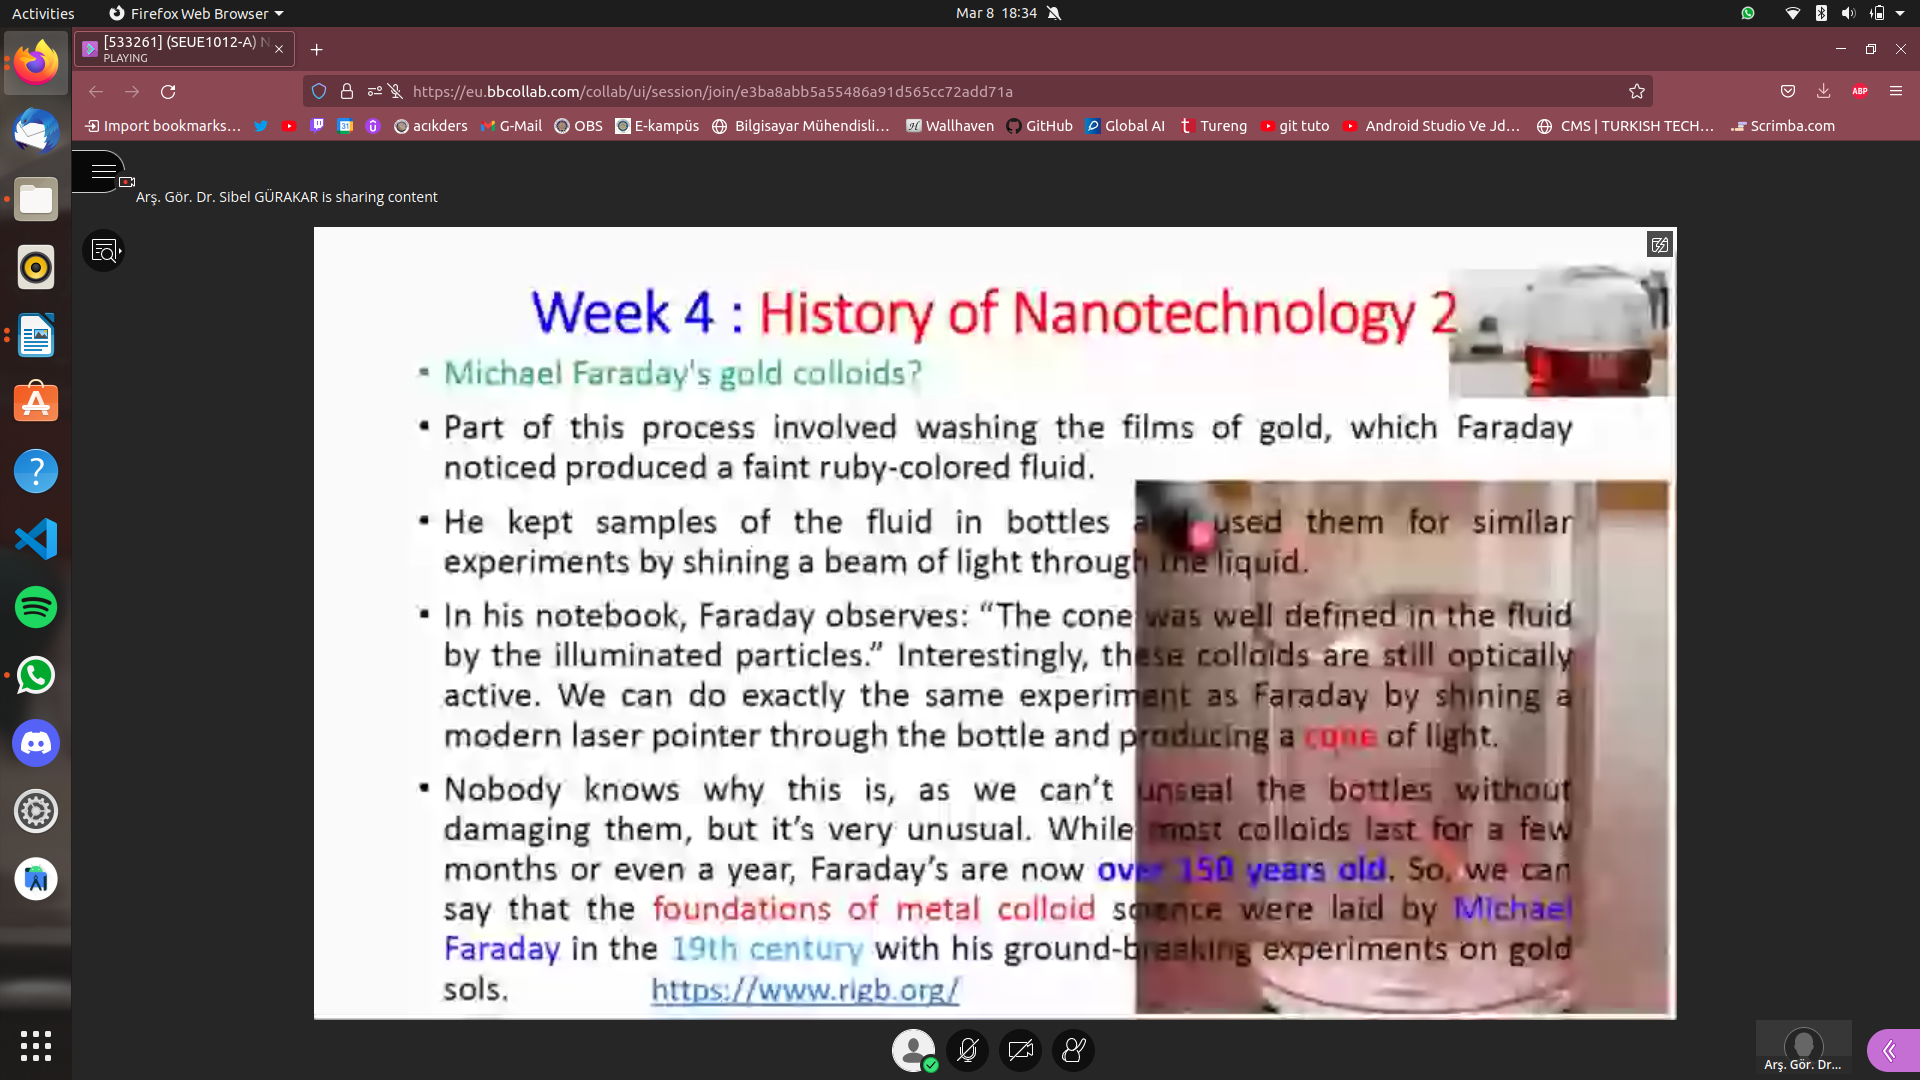 Activities
Firefox Web Browser
Mar 8 18:34
[533261] (SEUE1012-A) N
PLAYING
https://eu.bbcollab.com/collab/ui/session/join/e3ba8abb5a55486a91d565cc72add71a
ABP
Import bookmarks...
acıkders
G-Mail
OBS
E-kampüs
Bilgisayar Mühendisli...
Wallhaven
GitHub
Global AI
Tureng
git tuto
Android Studio Ve Jd...
CMS | TURKISH TECH...
Scrimba.com
Arş. Gör. Dr. Sibel GÜRAKAR is sharing content
Week 4 : History of Nanotechnology 2
• Michael Faraday's gold colloids?
• Part of this process involved washing the films of gold, which Faraday
noticed produced a faint ruby-colored fluid.
• He kept samples of the fluid in bottles and used them for similar
experiments by shining a beam of light through the liquid.
• In his notebook, Faraday observes: “The cone was well defined in the fluid
by the illuminated particles.” Interestingly, these colloids are still optically
active. We can do exactly the same experiment as Faraday by shining a
modern laser pointer through the bottle and producing a cone of light.
• Nobody knows why this is, as we can’t unseal the bottles without
damaging them, but it’s very unusual. While most colloids last for a few
months or even a year, Faraday’s are now over 150 years old. So, we can
say that the foundations of metal colloid science were laid by Michael
Faraday in the 19th century with his ground-breaking experiments on gold
sols. https://www.rigb.org/
Arş. Gör. Dr...